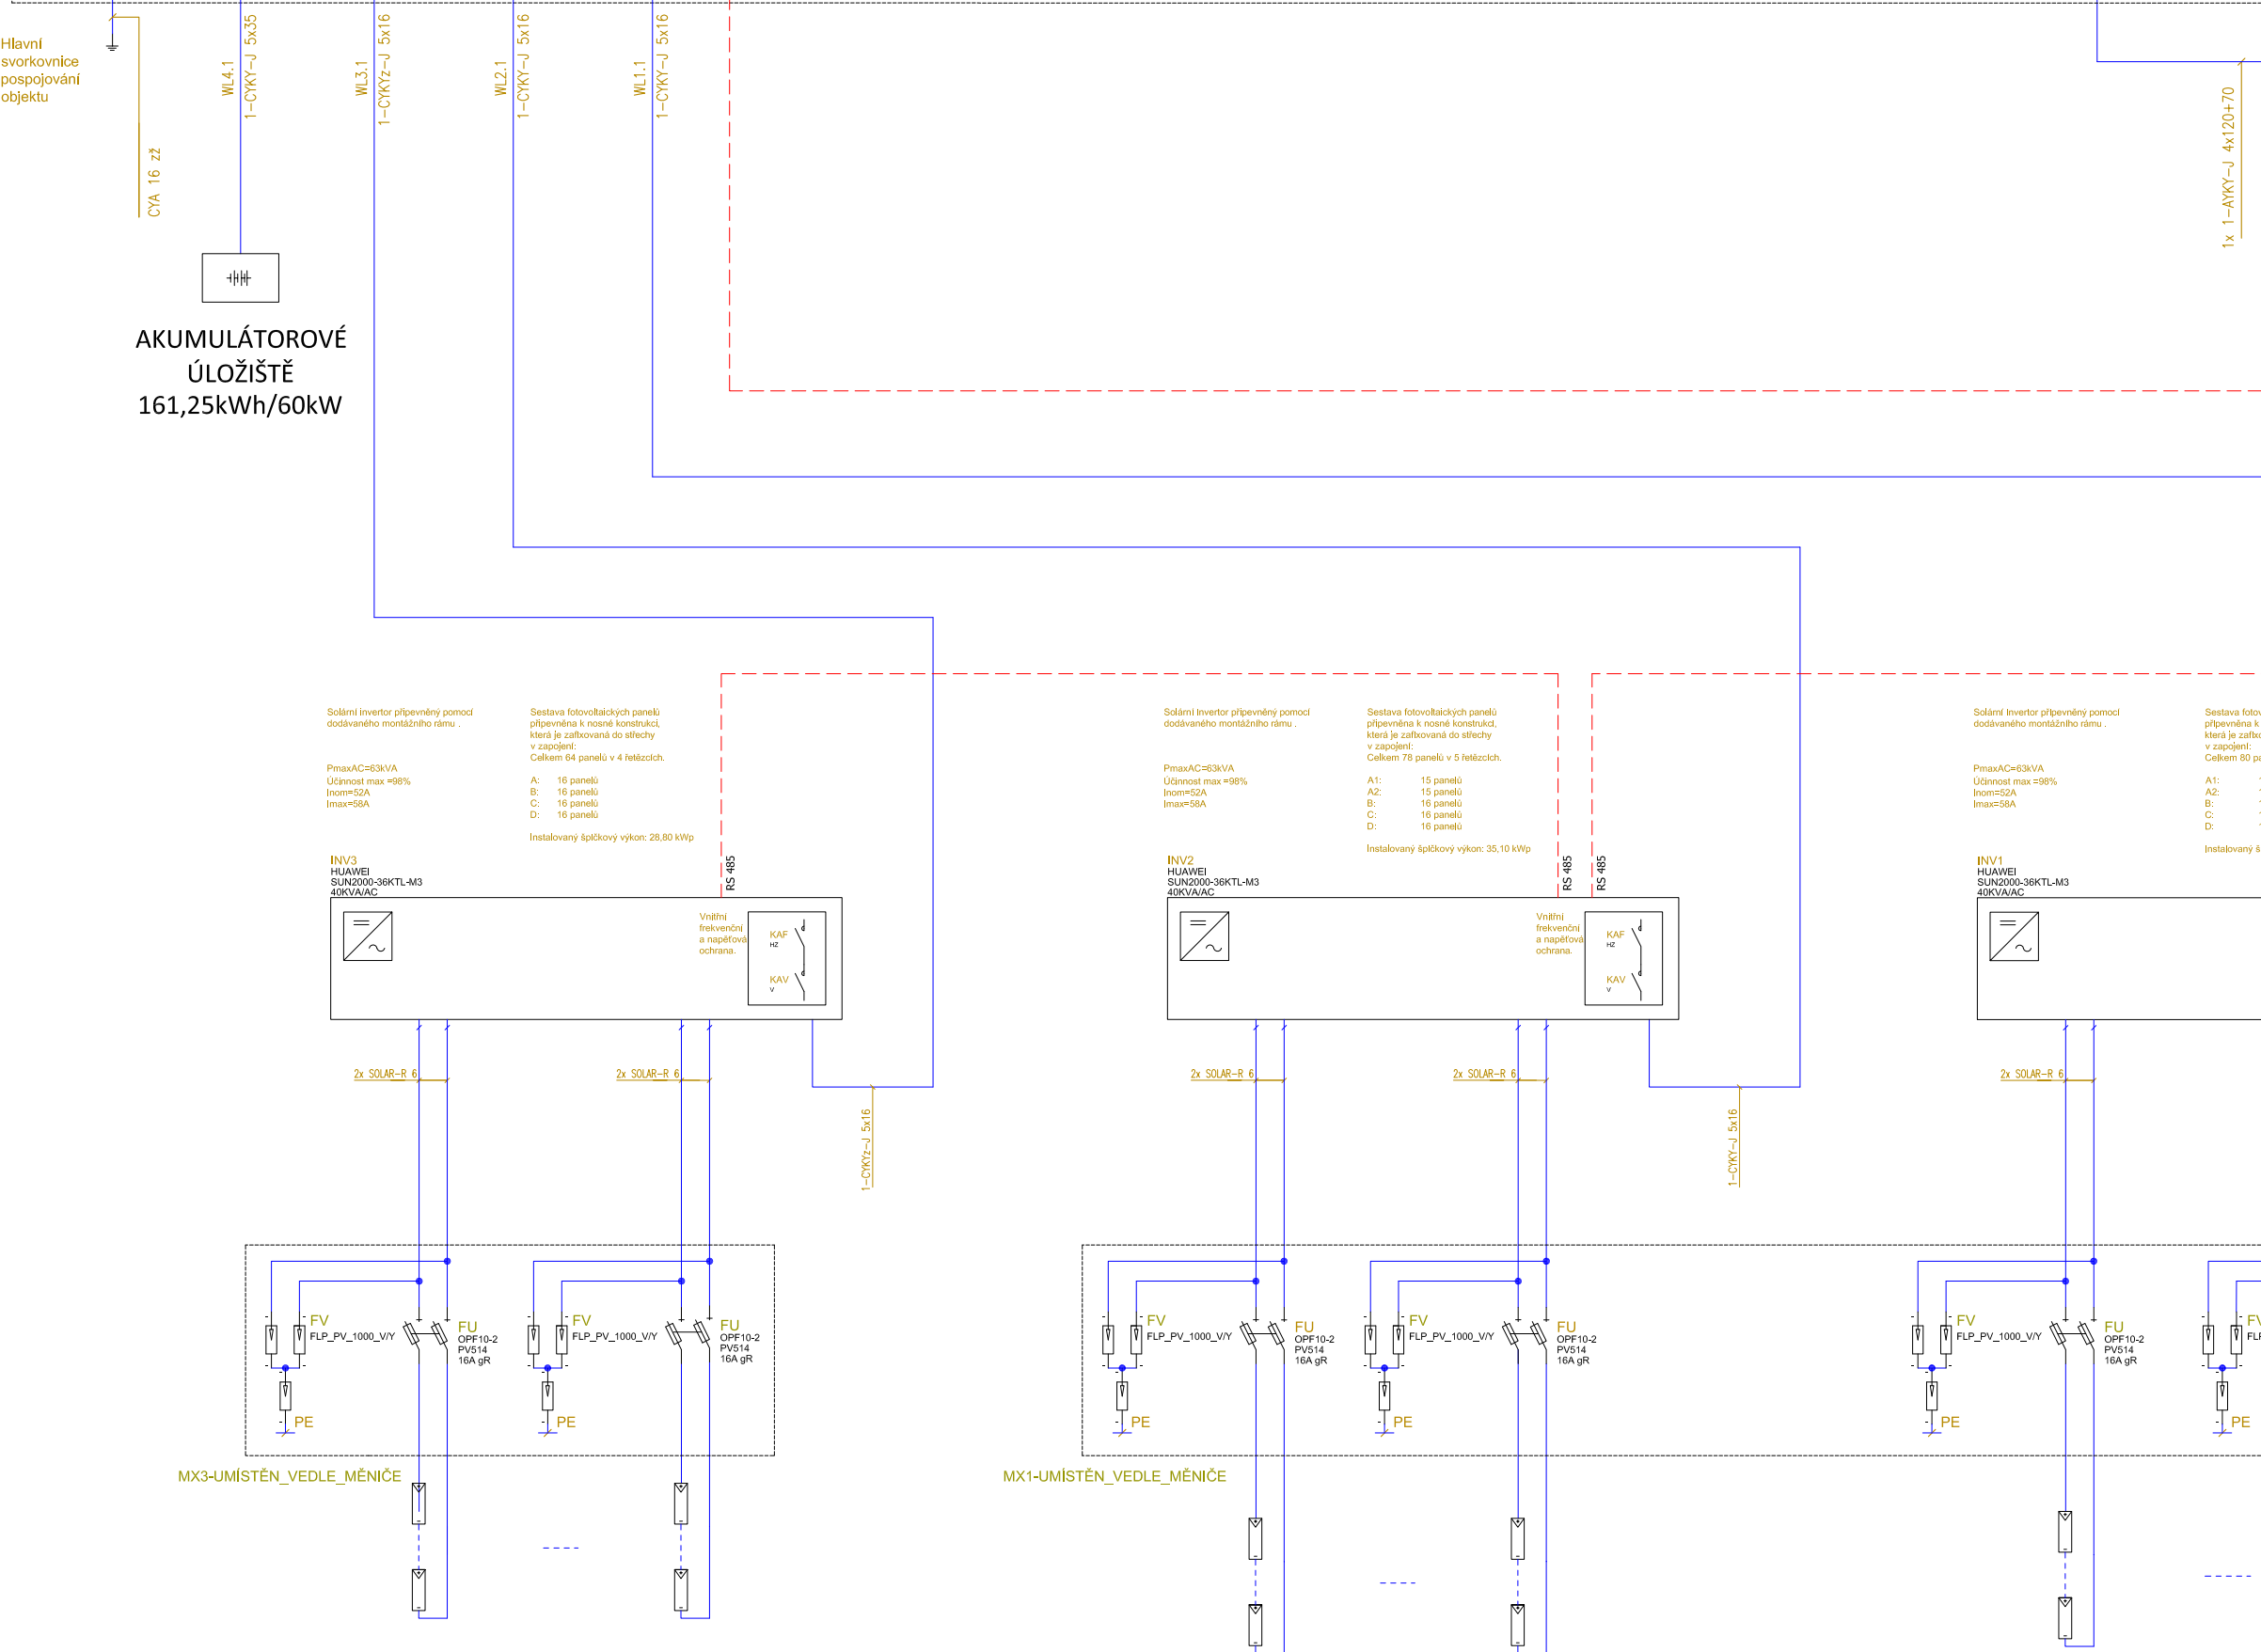 Hlavní
svorkovnice
pospojování
objektu
CYA 16 zž
WL4.1
1-CYKY-J 5x35
WL3.1
1-CYKYz-J 5x16
WL2.1
1-CYKY-J 5x16
WL1.1
1-CYKY-J 5x16
1x 1-AYKY-J 4x120+70
AKUMULÁTOROVÉ
ÚLOŽIŠTĚ
161,25kWh/60kW
Solární invertor připevněný pomocí
dodávaného montážního rámu .
PmaxAC=63kVA
Účinnost max =98%
Inom=52A
Imax=58A
Sestava fotovoltaických panelů
připevněna k nosné konstrukci,
která je zafixovaná do střechy
v zapojení:
Celkem 64 panelů v 4 řetězcích.
A: 16 panelů
B: 16 panelů
C: 16 panelů
D: 16 panelů
Instalovaný špičkový výkon: 28,80 kWp
RS 485
INV3
HUAWEI
SUN2000-36KTL-M3
40KVA/AC
Vnitřní
frekvenční
a napěťová
ochrana.
KAF
HZ
KAV
V
2x SOLAR-R 6
2x SOLAR-R 6
1-CYKYz-J 5x16
FV
FLP_PV_1000_V/Y
FU
OPF10-2
PV514
16A gR
PE
FV
FLP_PV_1000_V/Y
FU
OPF10-2
PV514
16A gR
PE
MX3-UMÍSTĚN_VEDLE_MĚNIČE
Solární invertor připevněný pomocí
dodávaného montážního rámu .
PmaxAC=63kVA
Účinnost max =98%
Inom=52A
Imax=58A
Sestava fotovoltaických panelů
připevněna k nosné konstrukci,
která je zafixovaná do střechy
v zapojení:
Celkem 78 panelů v 5 řetězcích.
A1: 15 panelů
A2: 15 panelů
B: 16 panelů
C: 16 panelů
D: 16 panelů
Instalovaný špičkový výkon: 35,10 kWp
RS 485
RS 485
INV2
HUAWEI
SUN2000-36KTL-M3
40KVA/AC
Vnitřní
frekvenční
a napěťová
ochrana.
KAF
HZ
KAV
V
2x SOLAR-R 6
2x SOLAR-R 6
1-CYKY-J 5x16
FV
FLP_PV_1000_V/Y
FU
OPF10-2
PV514
16A gR
PE
FV
FLP_PV_1000_V/Y
FU
OPF10-2
PV514
16A gR
PE
MX1-UMÍSTĚN_VEDLE_MĚNIČE
Solární invertor připevněný pomocí
dodávaného montážního rámu .
PmaxAC=63kVA
Účinnost max =98%
Inom=52A
Imax=58A
Sestava
připevněna k
která je
v zapojení:
Celkem 80
A1:
A2:
B:
C:
D:
Instalovaný
INV1
HUAWEI
SUN2000-36KTL-M3
40KVA/AC
2x SOLAR-R 6
FV
FLP_PV_1000_V/Y
FU
OPF10-2
PV514
16A gR
PE
PE